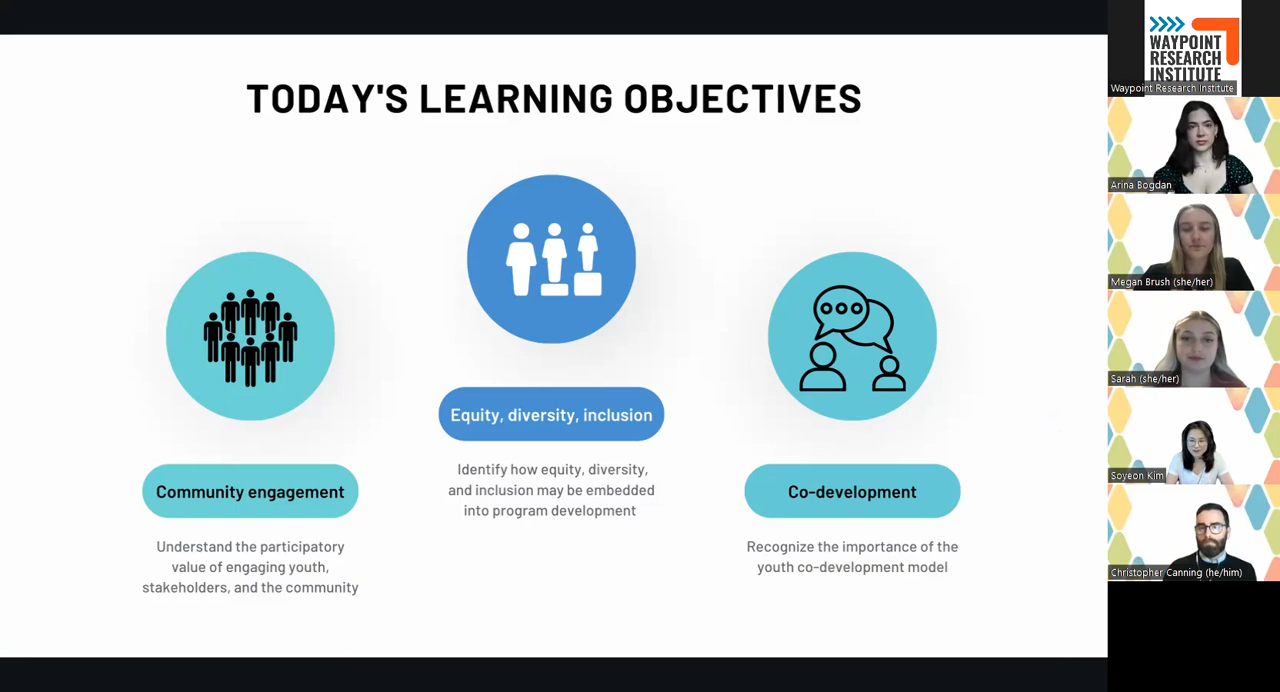 TODAY'S LEARNING OBJECTIVES
Community engagement
Understand the participatory
value of engaging youth,
stakeholders, and the community
Equity, diversity, inclusion
Identify how equity, diversity,
and inclusion may be embedded
into program development
Co-development
Recognize the importance of the
youth co-development model
WAYPOINT
RESEARCH
INSTITUTE
Waypoint Research Institute
Arina Bogdan
Megan Brush (she/her)
Sarah (she/her)
Soyeon Kim
Christopher Canning (he/him)